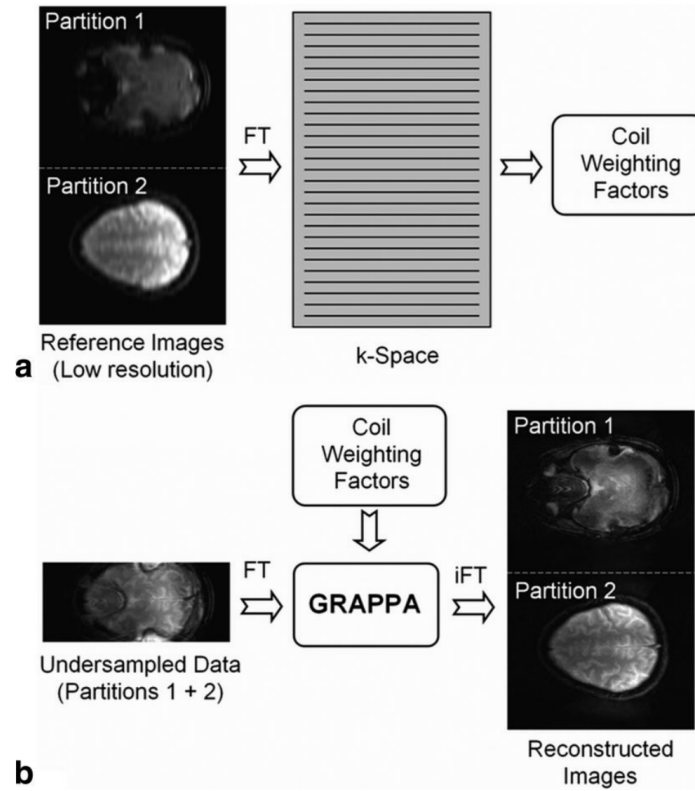 Partition 1
Partition 2
Reference Images
(Low resolution)
FT
k-Space
Coil
Weighting
Factors
a
Coil
Weighting
Factors
Undersampled Data
(Partitions 1 + 2)
FT
GRAPPA
iFT
Partition 1
Partition 2
Reconstructed
Images
b